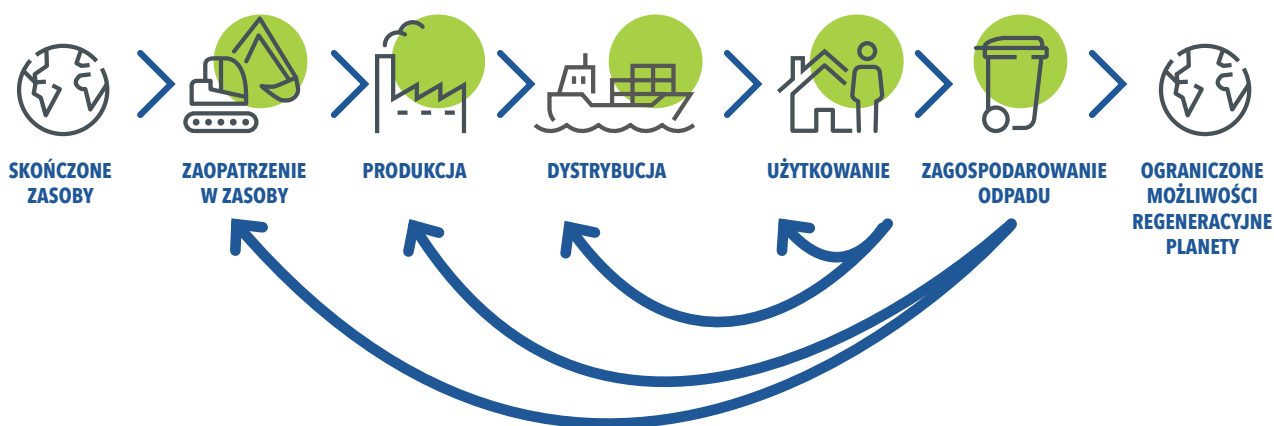 SKOŃCZONE
ZASOBY
ZAOPATRZENIE
W ZASOBY
PRODUKCJA
DYSTRYBUCJA
UŻYTKOWANIE
ZAGOSPODAROWANIE
ODPADU
OGRANICZONE
MOŻLIWOŚCI
REGENERACYJNE
PLANETY